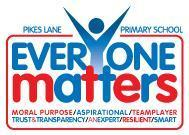 PIKES LANE PRIMARY SCHOOL
EVERYONE
matters
MORAL PURPOSE/ASPIRATIONAL/TEAMPLAYER
TRUST&TRANSPARENCY/ANEXPERT/RESILIENT/SMART